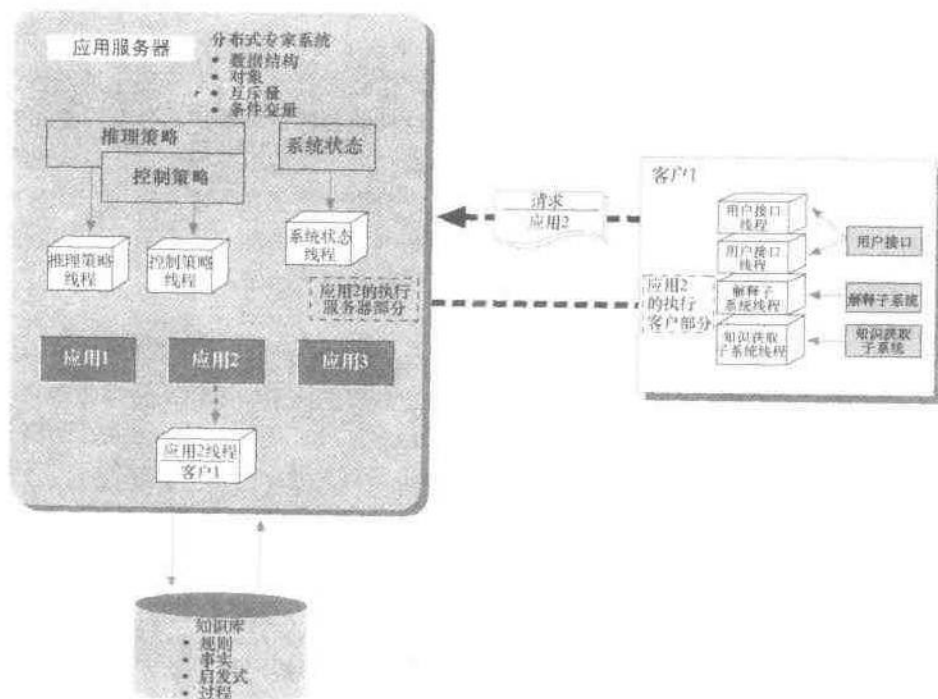 应用服务器
分布式专家系统
• 数据结构
• 对象
• 互斥量
• 条件变量
推理策略
控制策略
系统状态
推理策略
线程
控制策略
线程
系统状态
线程
应用2的执行
服务器部分
应用1
应用2
应用3
应用2线程
客户1
知识库
• 规则
• 事实
• 启发式
• 过程
请求
应用2
客户1
用户接口
线程
用户接口
线程
解释子
系统线程
知识获取
子系统线程
用户接口
解释子系统
知识获取
子系统
应用2
的执行
客户部分